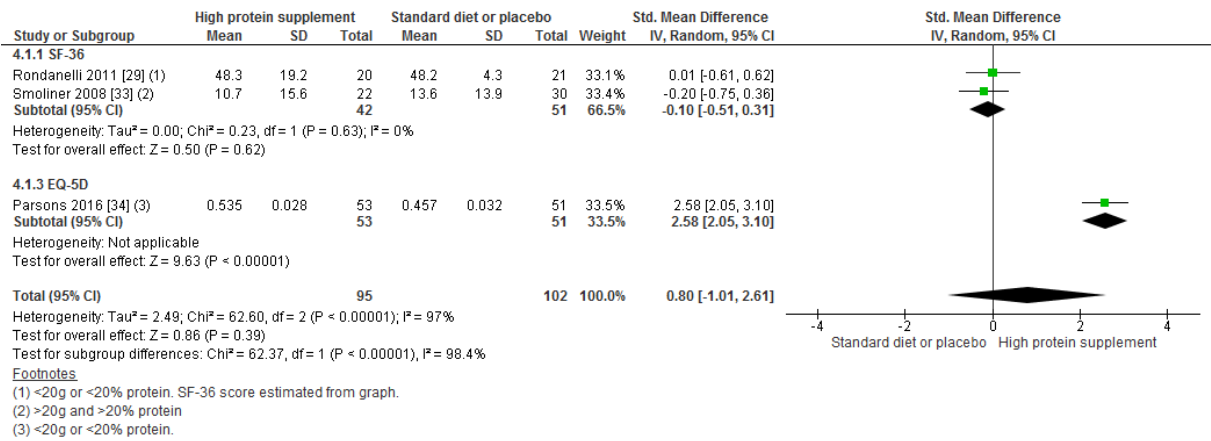 High protein supplement Standard diet or placebo Std. Mean Difference Std. Mean Difference
Study or Subgroup Mean SD Total Mean SD Total Weight IV, Random, 95% CI IV, Random, 95% CI
4.1.1 SF-36
Rondanelli 2011 [29] (1) 48.3 19.2 20 48.2 4.3 21 33.1% 0.01 [-0.61, 0.62]
Smoliner 2008 [33] (2) 10.7 15.6 22 13.6 13.9 30 33.4% -0.20 [-0.75, 0.36]
Subtotal (95% CI) 42 51 66.5% -0.10 [-0.51, 0.31]
Heterogeneity: Tau² = 0.00; Chi² = 0.23, df = 1 (P = 0.63); I² = 0%
Test for overall effect: Z = 0.50 (P = 0.62)
4.1.3 EQ-5D
Parsons 2016 [34] (3) 0.535 0.028 53 0.457 0.032 51 33.5% 2.58 [2.05, 3.10]
Subtotal (95% CI) 53 51 33.5% 2.58 [2.05, 3.10]
Heterogeneity: Not applicable
Test for overall effect: Z = 9.63 (P < 0.00001)
Total (95% CI) 95 102 100.0% 0.80 [-1.01, 2.61]
Heterogeneity: Tau² = 2.49; Chi² = 62.60, df = 2 (P < 0.00001); I² = 97%
Test for overall effect: Z = 0.86 (P = 0.39)
Test for subgroup differences: Chi² = 62.37, df = 1 (P < 0.00001), I² = 98.4%
-4 -2 0 2 4
Standard diet or placebo High protein supplement
Footnotes
(1) <20g or <20% protein. SF-36 score estimated from graph.
(2) >20g and >20% protein
(3) <20g or <20% protein.